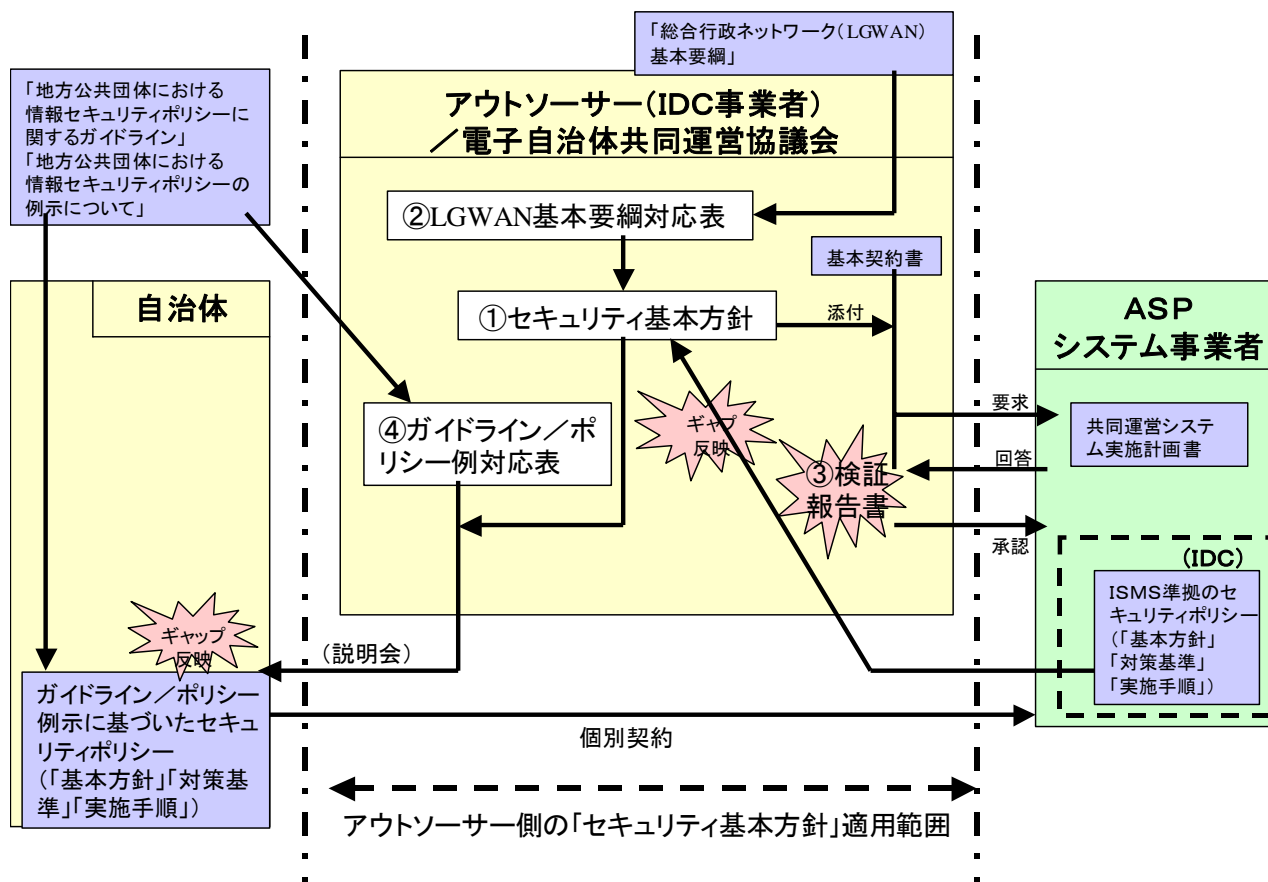 「総合行政ネットワーク(LGWAN)
基本要綱」
「地方公共団体における
情報セキュリティポリシーに
関するガイドライン」
「地方公共団体における
情報セキュリティポリシーの
例示について」
アウトソーサー(IDC事業者)
／電子自治体共同運営協議会
②LGWAN基本要綱対応表
基本契約書
自治体
①セキュリティ基本方針
添付
ASP
システム事業者
④ガイドライン／ポ
リシー例対応表
ギャプ
反映
③検証
報告書
要求
回答
承認
共同運営システ
ム実施計画書
(IDC)
ISMS準拠のセ
キュリティポリシー
(「基本方針」
「対策基準」
「実施手順」)
ギャップ
反映
(説明会)
ガイドライン／ポリシー
例示に基づいたセキュ
リティポリシー
(「基本方針」「対策基
準」「実施手順」)
個別契約
アウトソーサー側の「セキュリティ基本方針」適用範囲